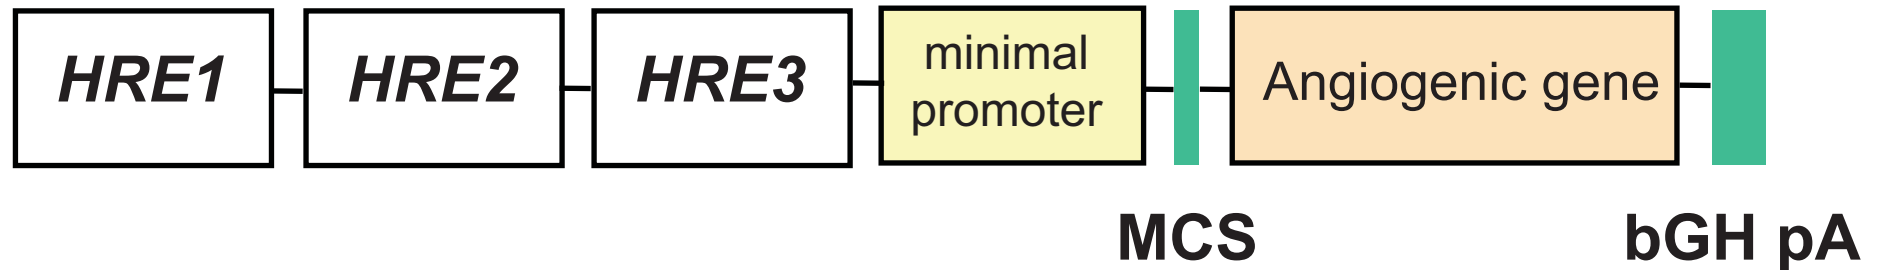 HRE1
HRE2
HRE3
minimal
promoter
Angiogenic gene
MCS
bGH pA